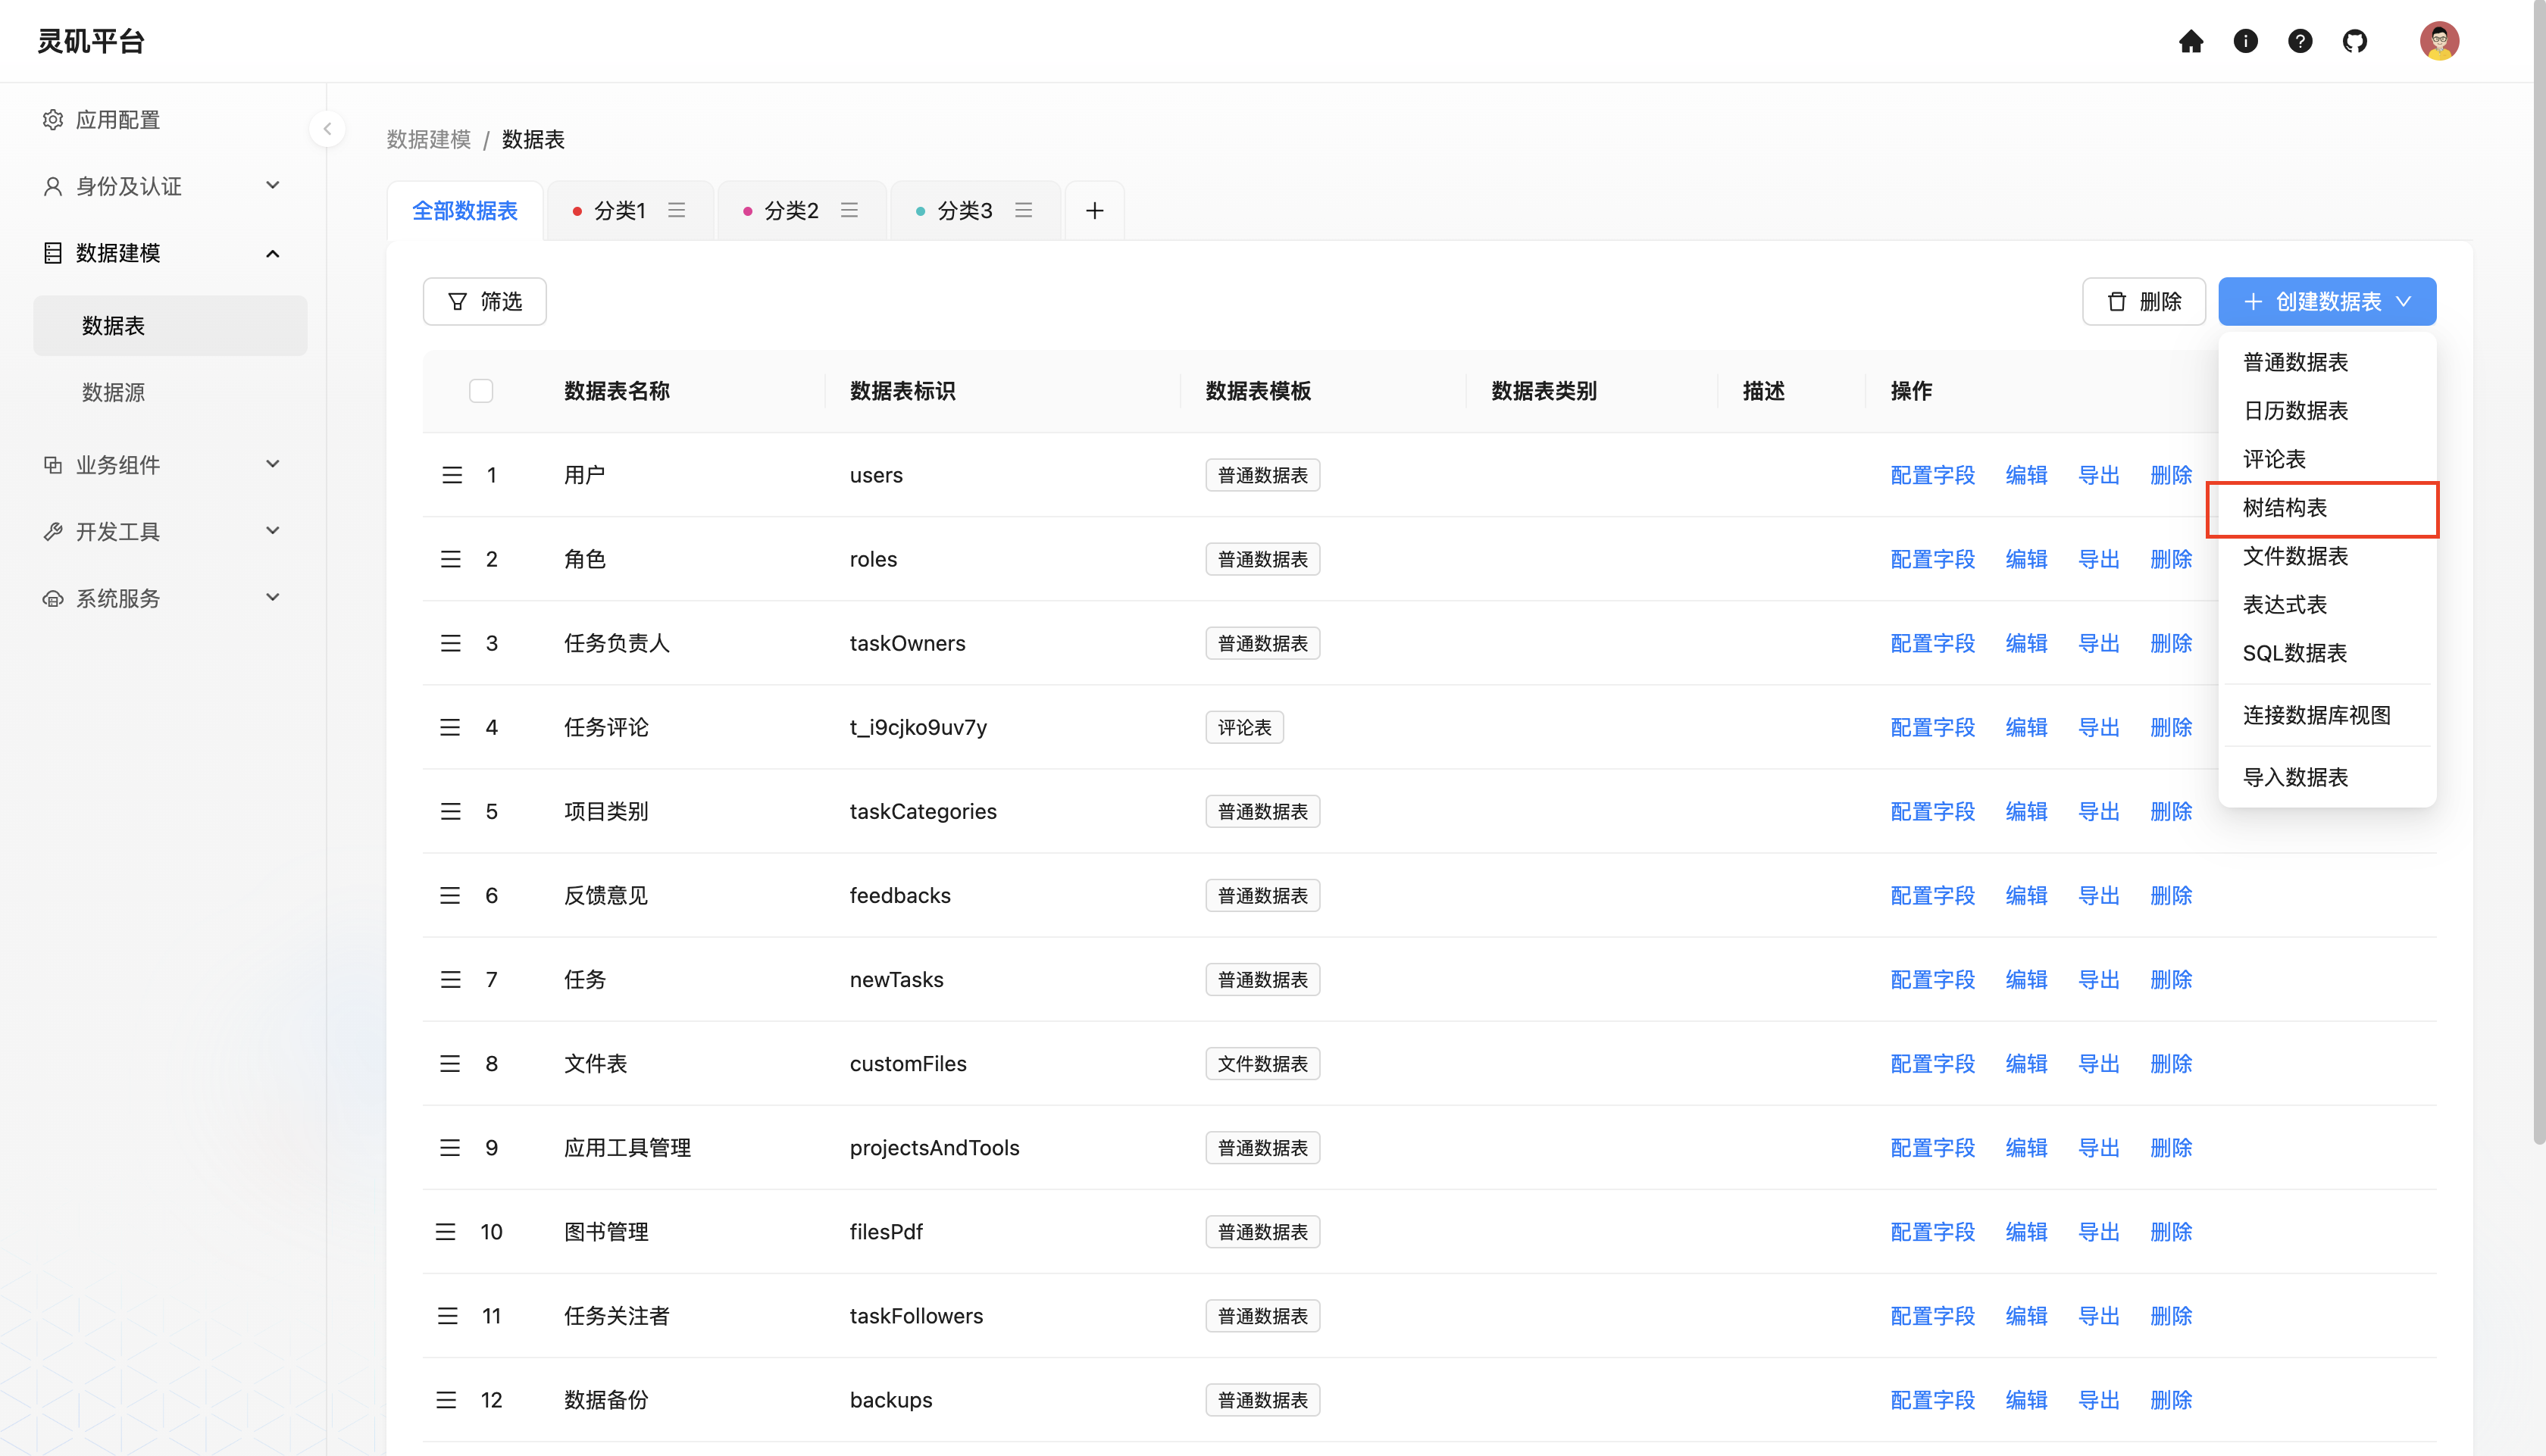 灵矶平台
应用配置
身份及认证
数据建模
数据表
数据源
业务组件
开发工具
系统服务
数据建模 / 数据表
全部数据表 分类1 分类2 分类3 +
筛选 删除 + 创建数据表
普通数据表
日历数据表
评论表
树结构表
文件数据表
表达式表
SQL数据表
连接数据库视图
导入数据表
数据表名称 数据表标识 数据表模板 数据表类别 描述 操作
1 用户 users 普通数据表 配置字段 编辑 导出 删除
2 角色 roles 普通数据表 配置字段 编辑 导出 删除
3 任务负责人 taskOwners 普通数据表 配置字段 编辑 导出 删除
4 任务评论 t_i9cjko9uv7y 评论表 配置字段 编辑 导出 删除
5 项目类别 taskCategories 普通数据表 配置字段 编辑 导出 删除
6 反馈意见 feedbacks 普通数据表 配置字段 编辑 导出 删除
7 任务 newTasks 普通数据表 配置字段 编辑 导出 删除
8 文件表 customFiles 文件数据表 配置字段 编辑 导出 删除
9 应用工具管理 projectsAndTools 普通数据表 配置字段 编辑 导出 删除
10 图书管理 filesPdf 普通数据表 配置字段 编辑 导出 删除
11 任务关注者 taskFollowers 普通数据表 配置字段 编辑 导出 删除
12 数据备份 backups 普通数据表 配置字段 编辑 导出 删除